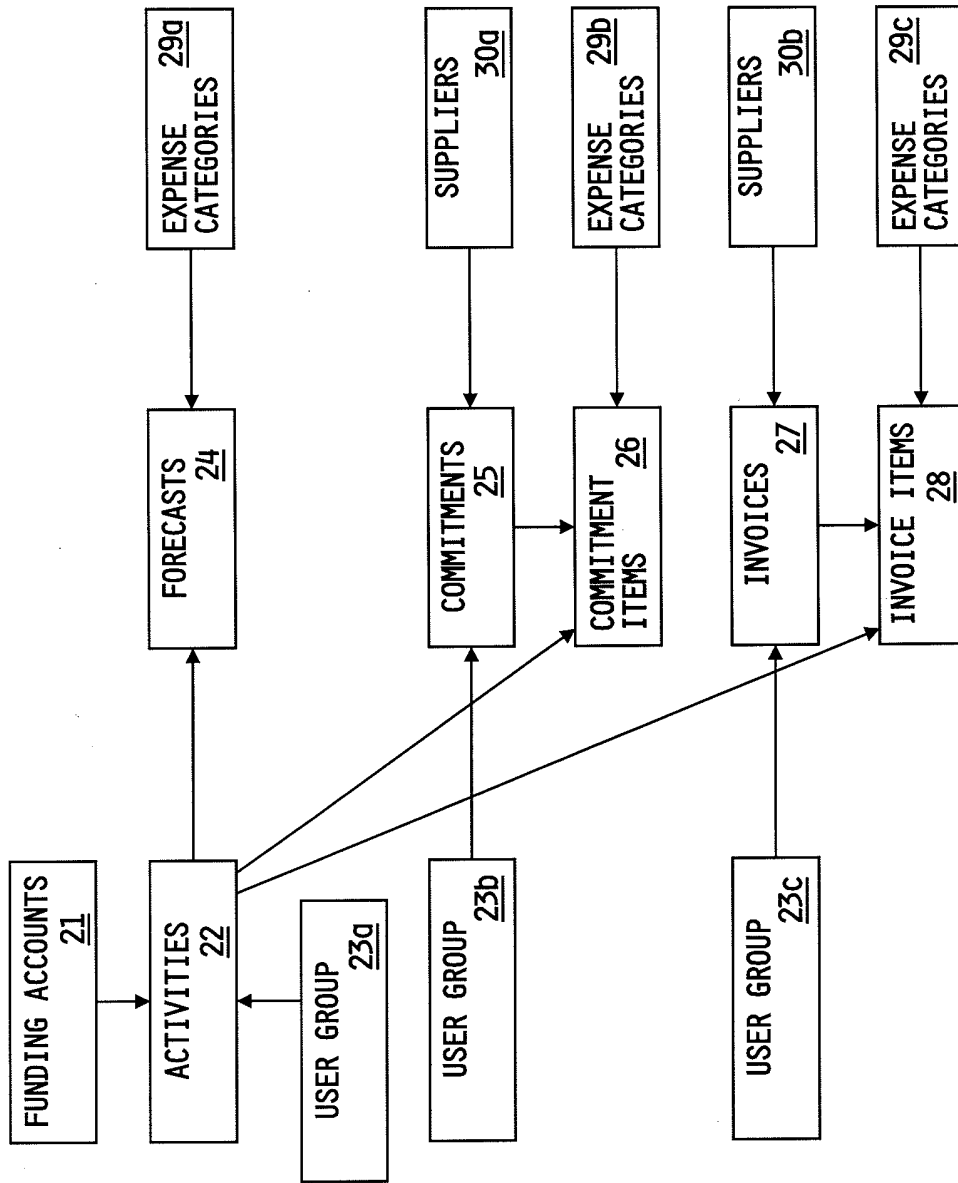 FUNDING ACCOUNTS
21
ACTIVITIES
22
USER GROUP
23a
USER GROUP
23b
USER GROUP
23c
FORECASTS
24
COMMITMENTS
25
COMMITMENT
ITEMS
26
INVOICES
27
INVOICE ITEMS
28
EXPENSE
CATEGORIES
29a
SUPPLIERS
30a
EXPENSE
CATEGORIES
29b
SUPPLIERS
30b
EXPENSE
CATEGORIES
29c